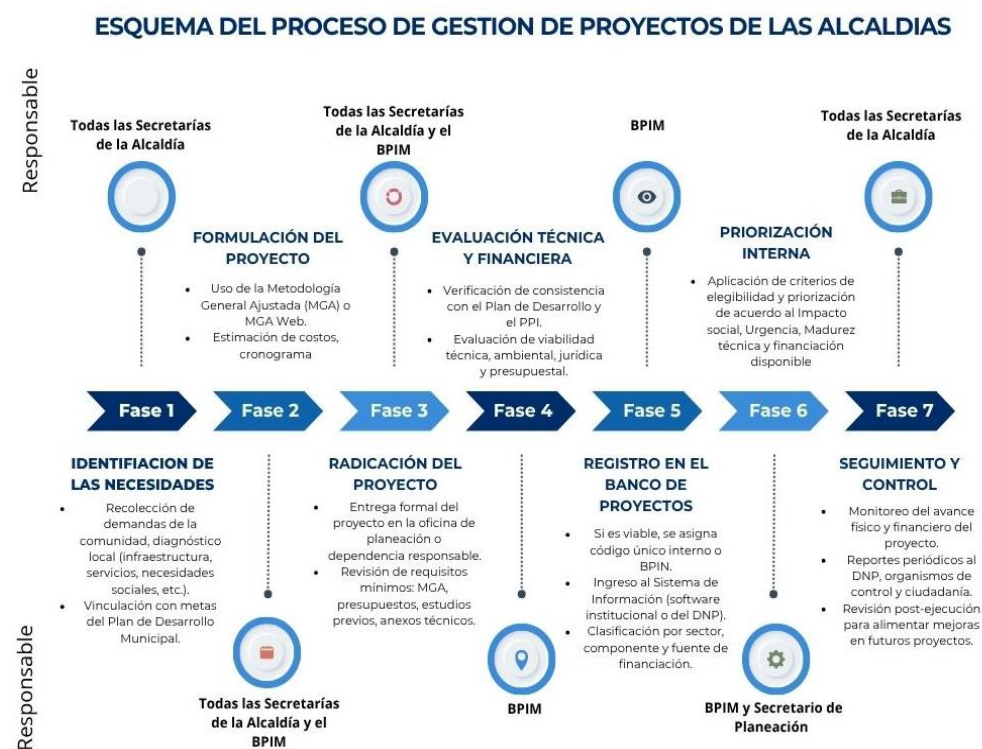 ESQUEMA DEL PROCESO DE GESTION DE PROYECTOS DE LAS ALCALDIAS
Responsable
Todas las Secretarías
de la Alcaldía
Todas las Secretarías
de la Alcaldía y el
BPIM
BPIM
Todas las Secretarías
de la Alcaldía
FORMULACIÓN DEL
PROYECTO
• Uso de la Metodología
General Ajustada (MGA) o
MGA Web.
• Estimación de costos,
cronograma
EVALUACIÓN TÉCNICA
Y FINANCIERA
• Verificación de consistencia
con el Plan de Desarrollo y
el PPI.
• Evaluación de viabilidad
técnica, ambiental, jurídica
y presupuestal.
PRIORIZACIÓN
INTERNA
• Aplicación de criterios de
elegibilidad y priorización
de acuerdo al Impacto
social, Urgencia, Madurez
técnica y financiación
disponible
Fase 1
Fase 2
Fase 3
Fase 4
Fase 5
Fase 6
Fase 7
IDENTIFIACION DE
LAS NECESIDADES
• Recolección de
demandas de la
comunidad, diagnóstico
local (infraestructura,
servicios, necesidades
sociales, etc.).
• Vinculación con metas
del Plan de Desarrollo
Municipal.
RADICACIÓN DEL
PROYECTO
• Entrega formal del
proyecto en la oficina de
planeación o
dependencia responsable.
• Revisión de requisitos
mínimos: MGA,
presupuestos, estudios
previos, anexos técnicos.
REGISTRO EN EL
BANCO DE
PROYECTOS
• Si es viable, se asigna
código único interno o
BPIN.
• Ingreso al Sistema de
Información (software
institucional o del DNP).
• Clasificación por sector,
componente y fuente de
financiación.
SEGUIMIENTO Y
CONTROL
• Monitoreo del avance
físico y financiero del
proyecto.
• Reportes periódicos al
DNP, organismos de
control y ciudadanía.
• Revisión post-ejecución
para alimentar mejoras
en futuros proyectos.
Responsable
Todas las Secretarías
de la Alcaldía y el
BPIM
BPIM
BPIM y Secretario de
Planeación